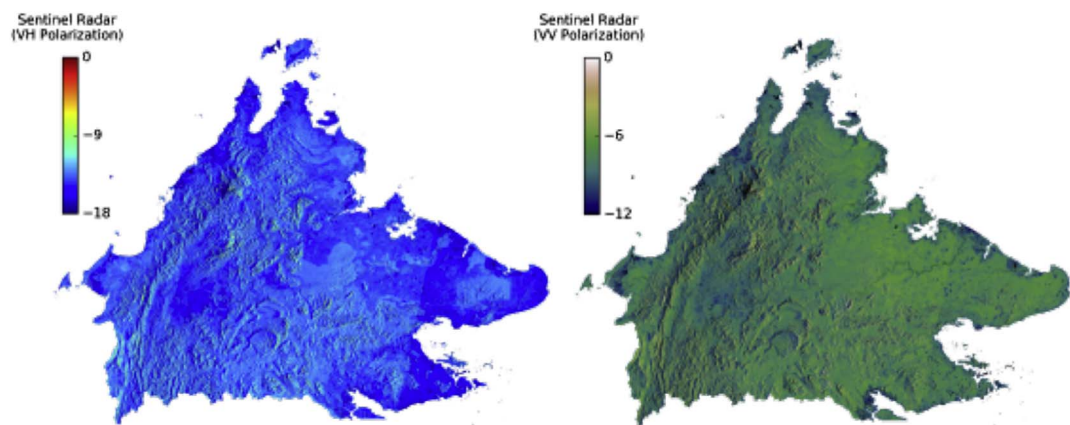 Sentinel Radar
(VH Polarization)
0
−9
−18
Sentinel Radar
(VV Polarization)
0
−6
−12